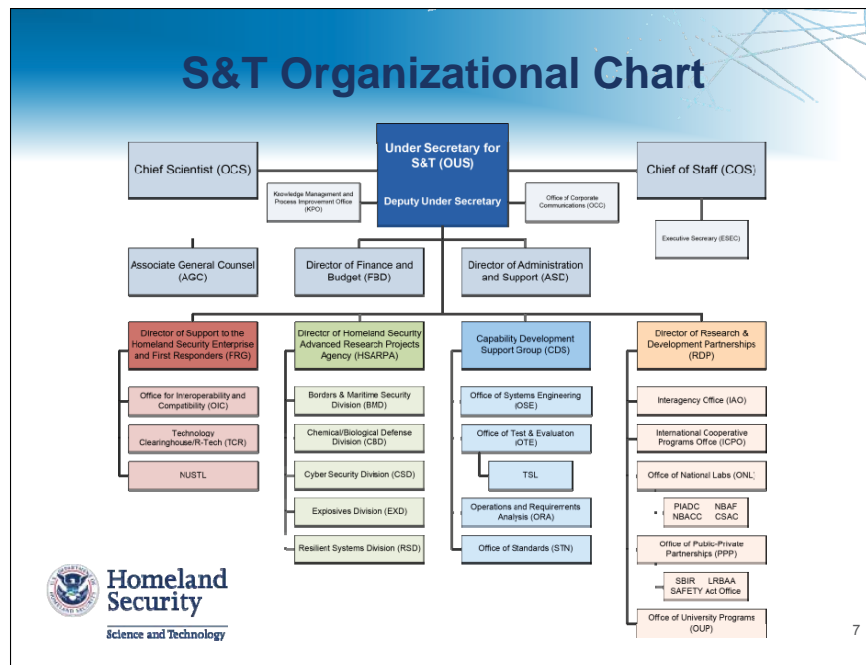 S&T Organizational Chart
Under Secretary for
S&T (OUS)
Deputy Under Secretary
Chief Scientist (OCS)
Chief of Staff (COS)
Knowledge Management and
Process Improvement Office
(KPO)
Office of Corporate
Communications (OCC)
Executive Secreary (ESEC)
Associate General Counsel
(AGC)
Director of Finance and
Budget (FBD)
Director of Administration
and Support (ASD)
Director of Support to the
Homeland Security Enterprise
and First Responders (FRG)
Office for Interoperability and
Compatibility (OIC)
Technology
Clearinghouse/R-Tech (TCR)
NUSTL
Director of Homeland Security
Advanced Research Projects
Agency (HSARPA)
Borders & Maritime Security
Division (BMD)
Chemical/Biological Defense
Division (CBD)
Cyber Security Division (CSD)
Explosives Division (EXD)
Resilient Systems Division (RSD)
Capability Development
Support Group (CDS)
Office of Systems Engineering
(OSE)
Office of Test & Evaluation
(OTE)
TSL
Operations and Requirements
Analysis (ORA)
Office of Standards (STN)
Director of Research &
Development Partnerships
(RDP)
Interagency Office (IAO)
International Cooperative
Programs Office (ICPO)
Office of National Labs (ONL)
PIADC NBAF
NBACC CSAC
Office of Public-Private
Partnerships (PPP)
SBIR LRBAA
SAFETY Act Office
Office of University Programs
(OUP)
Homeland
Security
Science and Technology
7